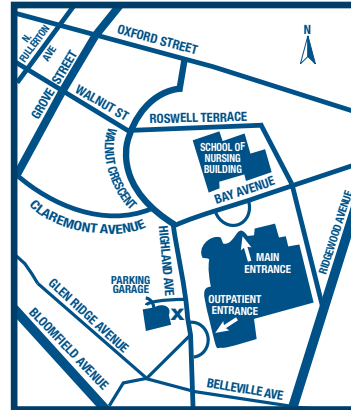 OXFORD STREET
N
N.
FULLERTON
AVE
GROVE STREET
WALNUT ST
ROSWELL TERRACE
WALNUT CRESCENT
SCHOOL OF
NURSING
BUILDING
BAY AVENUE
CLAREMONT AVENUE
HIGHLAND AVE
RIDGEWOOD AVENUE
MAIN
ENTRANCE
PARKING
GARAGE
X
OUTPATIENT
ENTRANCE
GLEN RIDGE AVENUE
BLOOMFIELD AVENUE
BELLEVILLE AVE